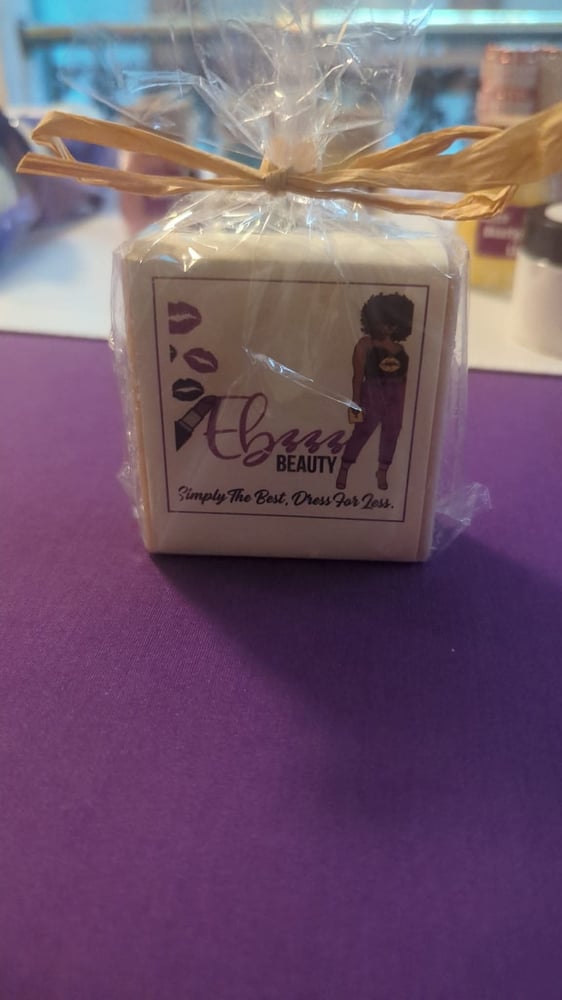 Ebzzz
BEAUTY
Simply The Best, Dress For Less.